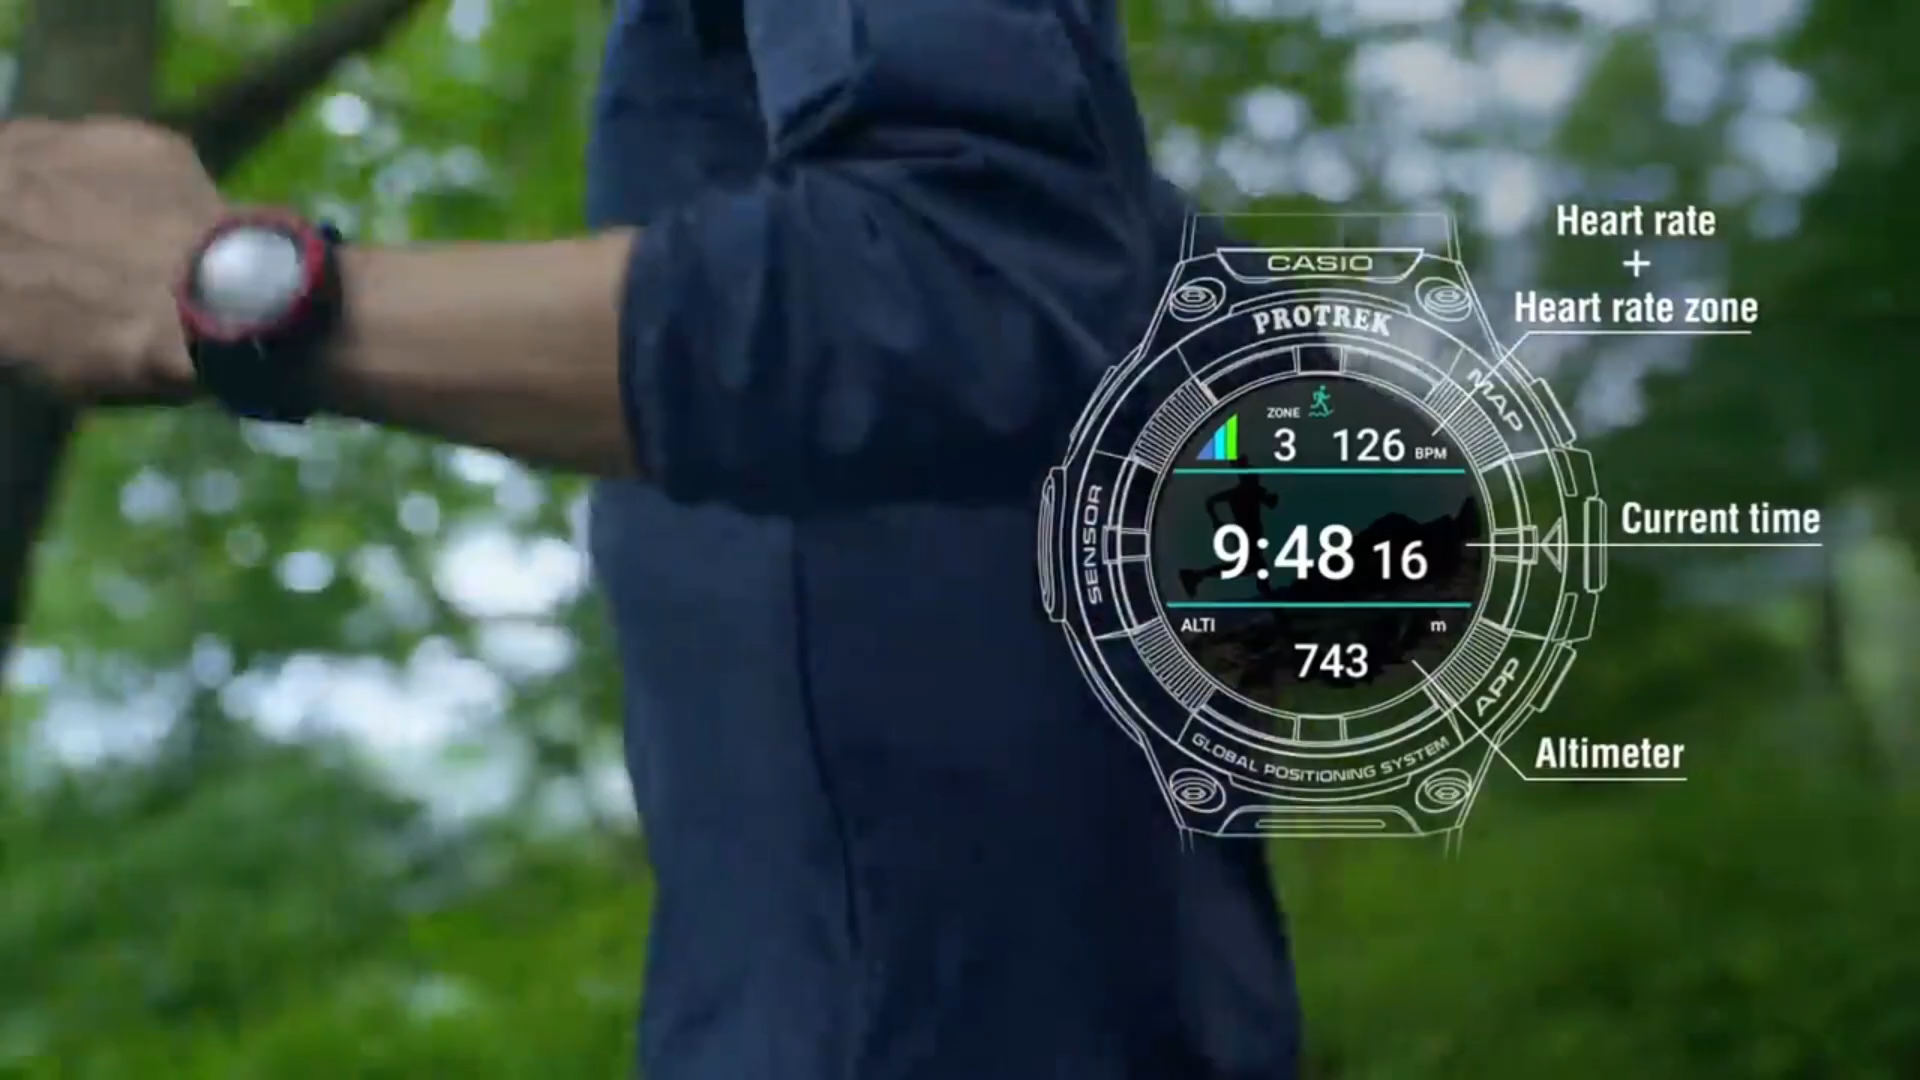 Heart rate
+
Heart rate zone
CASIO
PROTREK
MAP
ZONE
3 126 BPM
SENSOR
9:48 16
Current time
ALTI m
743
APP
Altimeter
GLOBAL POSITIONING SYSTEM